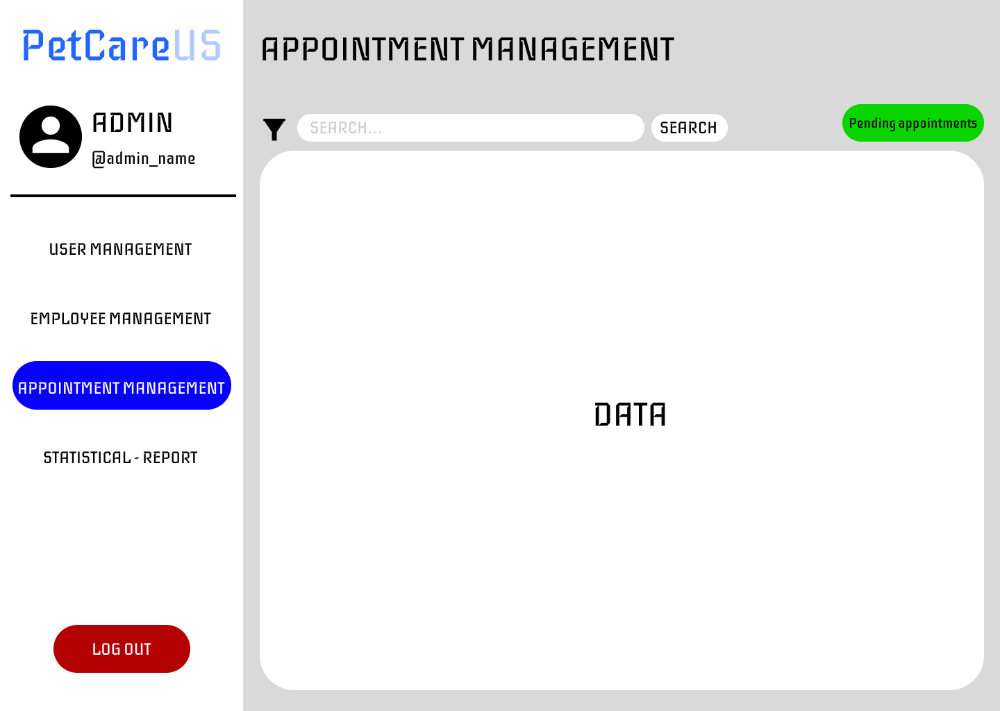 PetCareUS
ADMIN
@admin_name
USER MANAGEMENT
EMPLOYEE MANAGEMENT
APPOINTMENT MANAGEMENT
STATISTICAL - REPORT
LOG OUT
APPOINTMENT MANAGEMENT
SEARCH...
SEARCH
Pending appointments
DATA